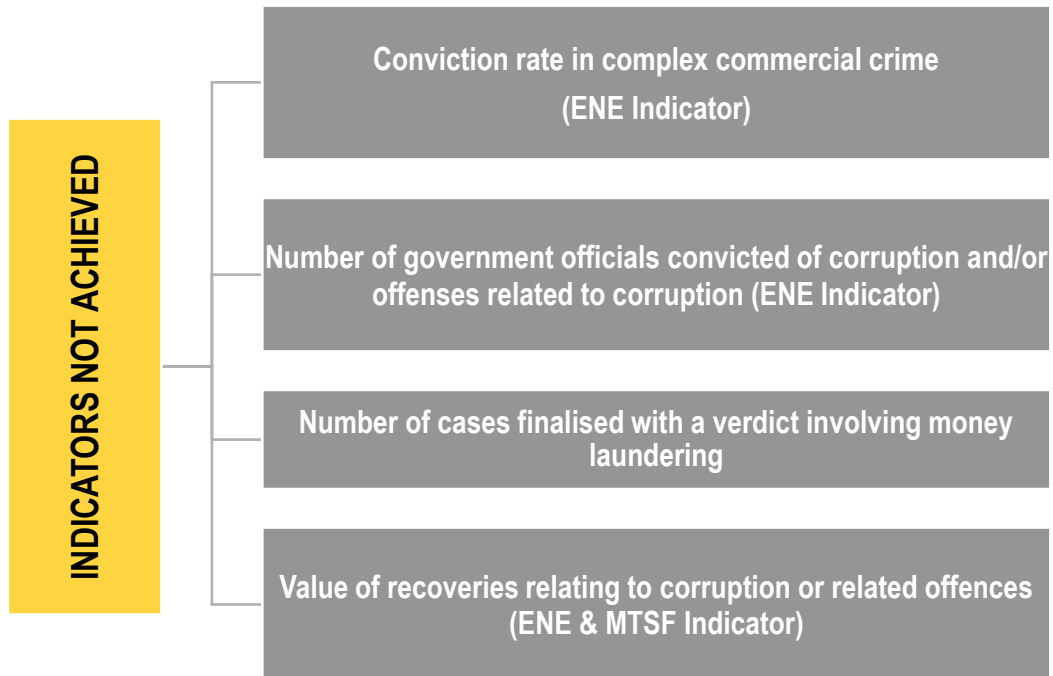 INDICATORS NOT ACHIEVED
Conviction rate in complex commercial crime
(ENE Indicator)
Number of government officials convicted of corruption and/or
offenses related to corruption (ENE Indicator)
Number of cases finalised with a verdict involving money
laundering
Value of recoveries relating to corruption or related offences
(ENE & MTSF Indicator)